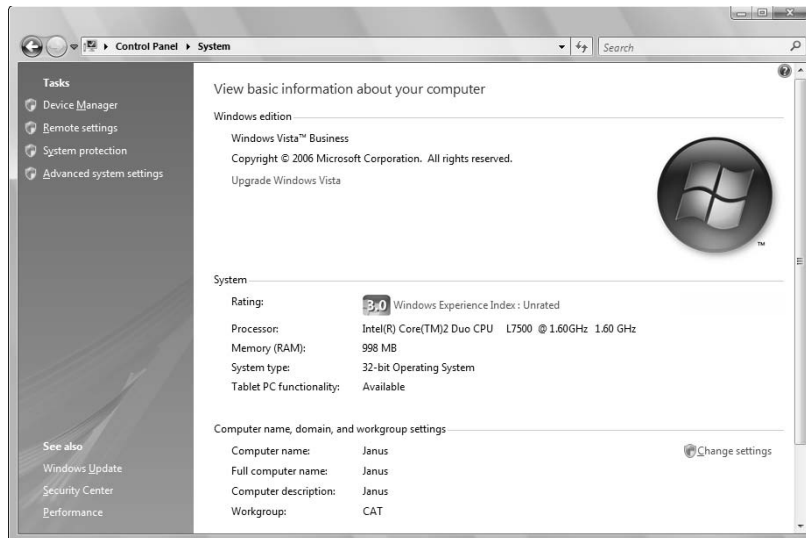 Control Panel ▸ System
Search
Tasks
Device Manager
Remote settings
System protection
Advanced system settings
View basic information about your computer
Windows edition
Windows Vista™ Business
Copyright © 2006 Microsoft Corporation. All rights reserved.
Upgrade Windows Vista
TM
System
Rating: 3.0 Windows Experience Index : Unrated
Processor: Intel(R) Core(TM)2 Duo CPU L7500 @ 1.60GHz 1.60 GHz
Memory (RAM): 998 MB
System type: 32-bit Operating System
Tablet PC functionality: Available
Computer name, domain, and workgroup settings
Computer name: Janus
Change settings
Full computer name: Janus
Computer description: Janus
Workgroup: CAT
See also
Windows Update
Security Center
Performance